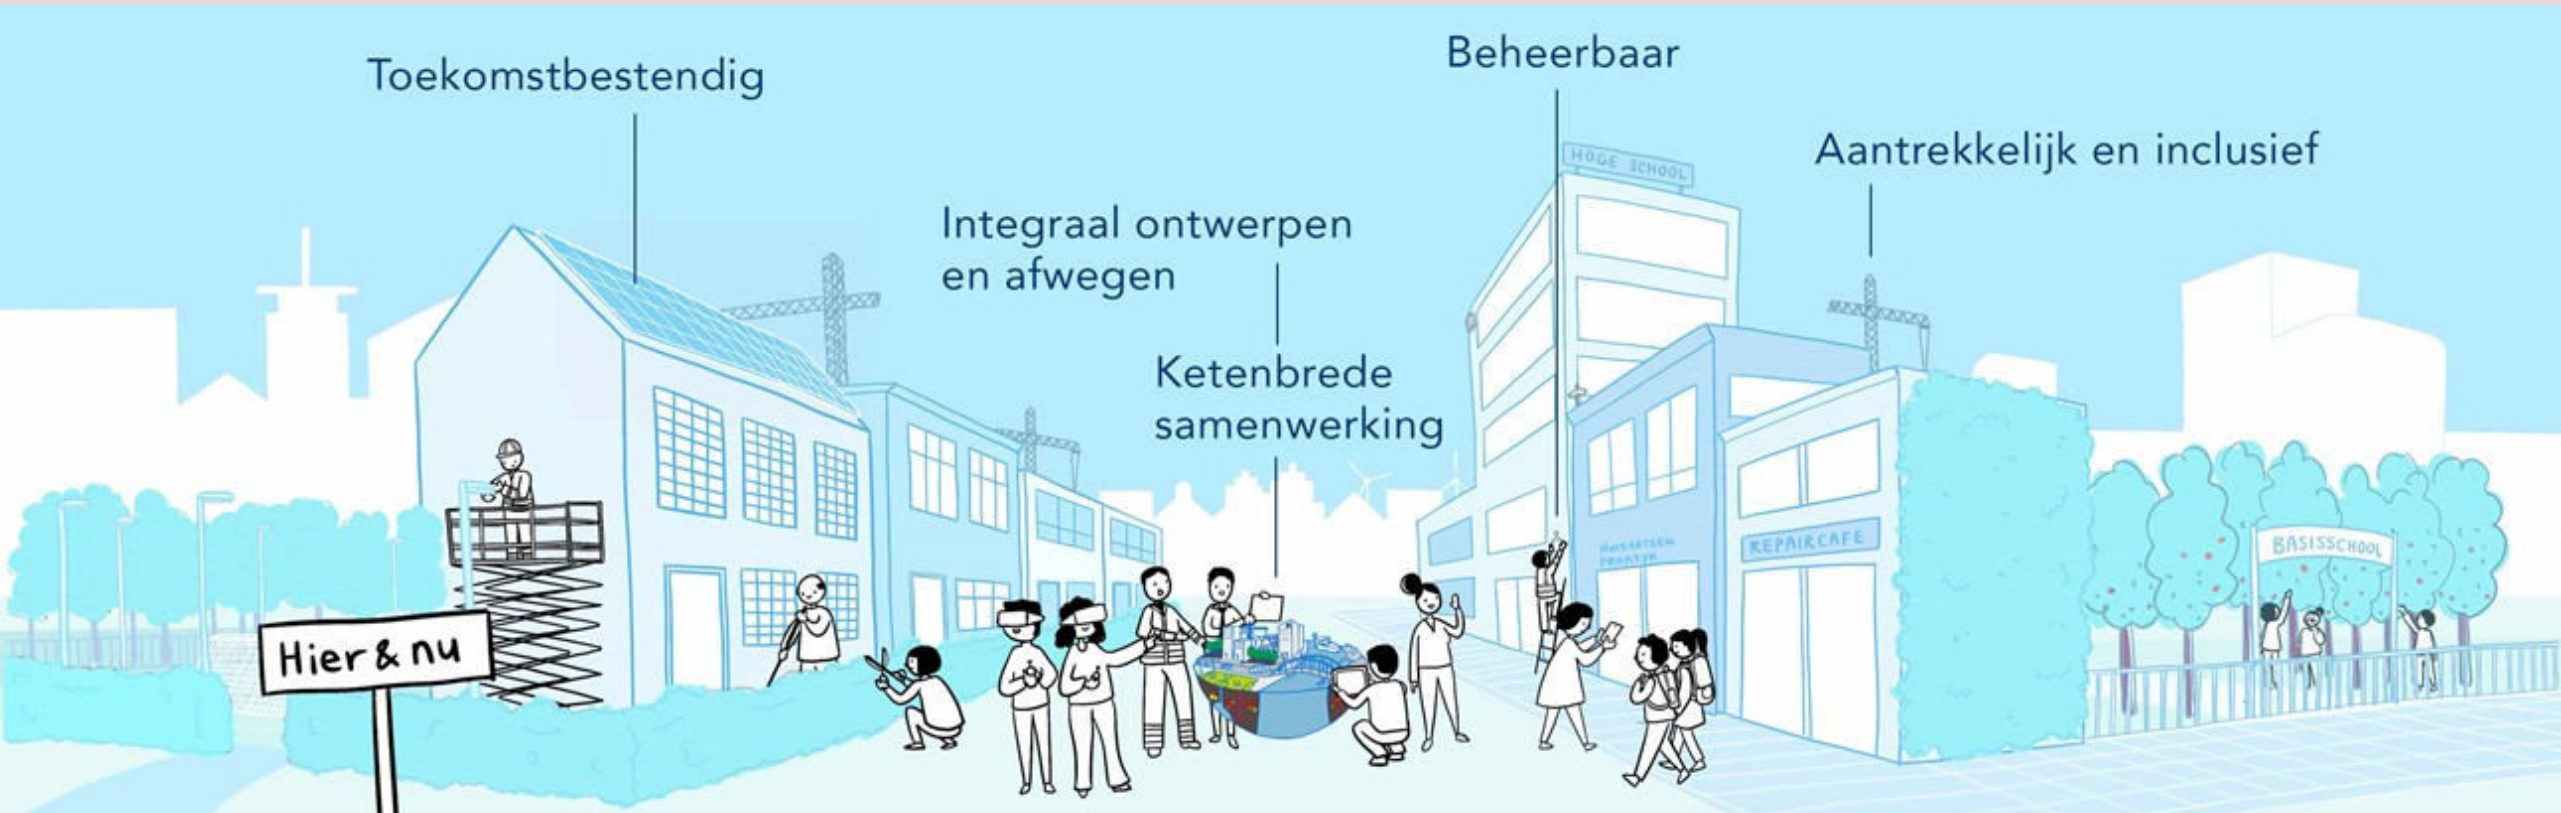 Toekomstbestendig
Beheerbaar
Aantrekkelijk en inclusief
HOGE SCHOOL
Integraal ontwerpen
en afwegen
Ketenbrede
samenwerking
REPAIRCAFE
BASISSCHOOL
Hier & nu